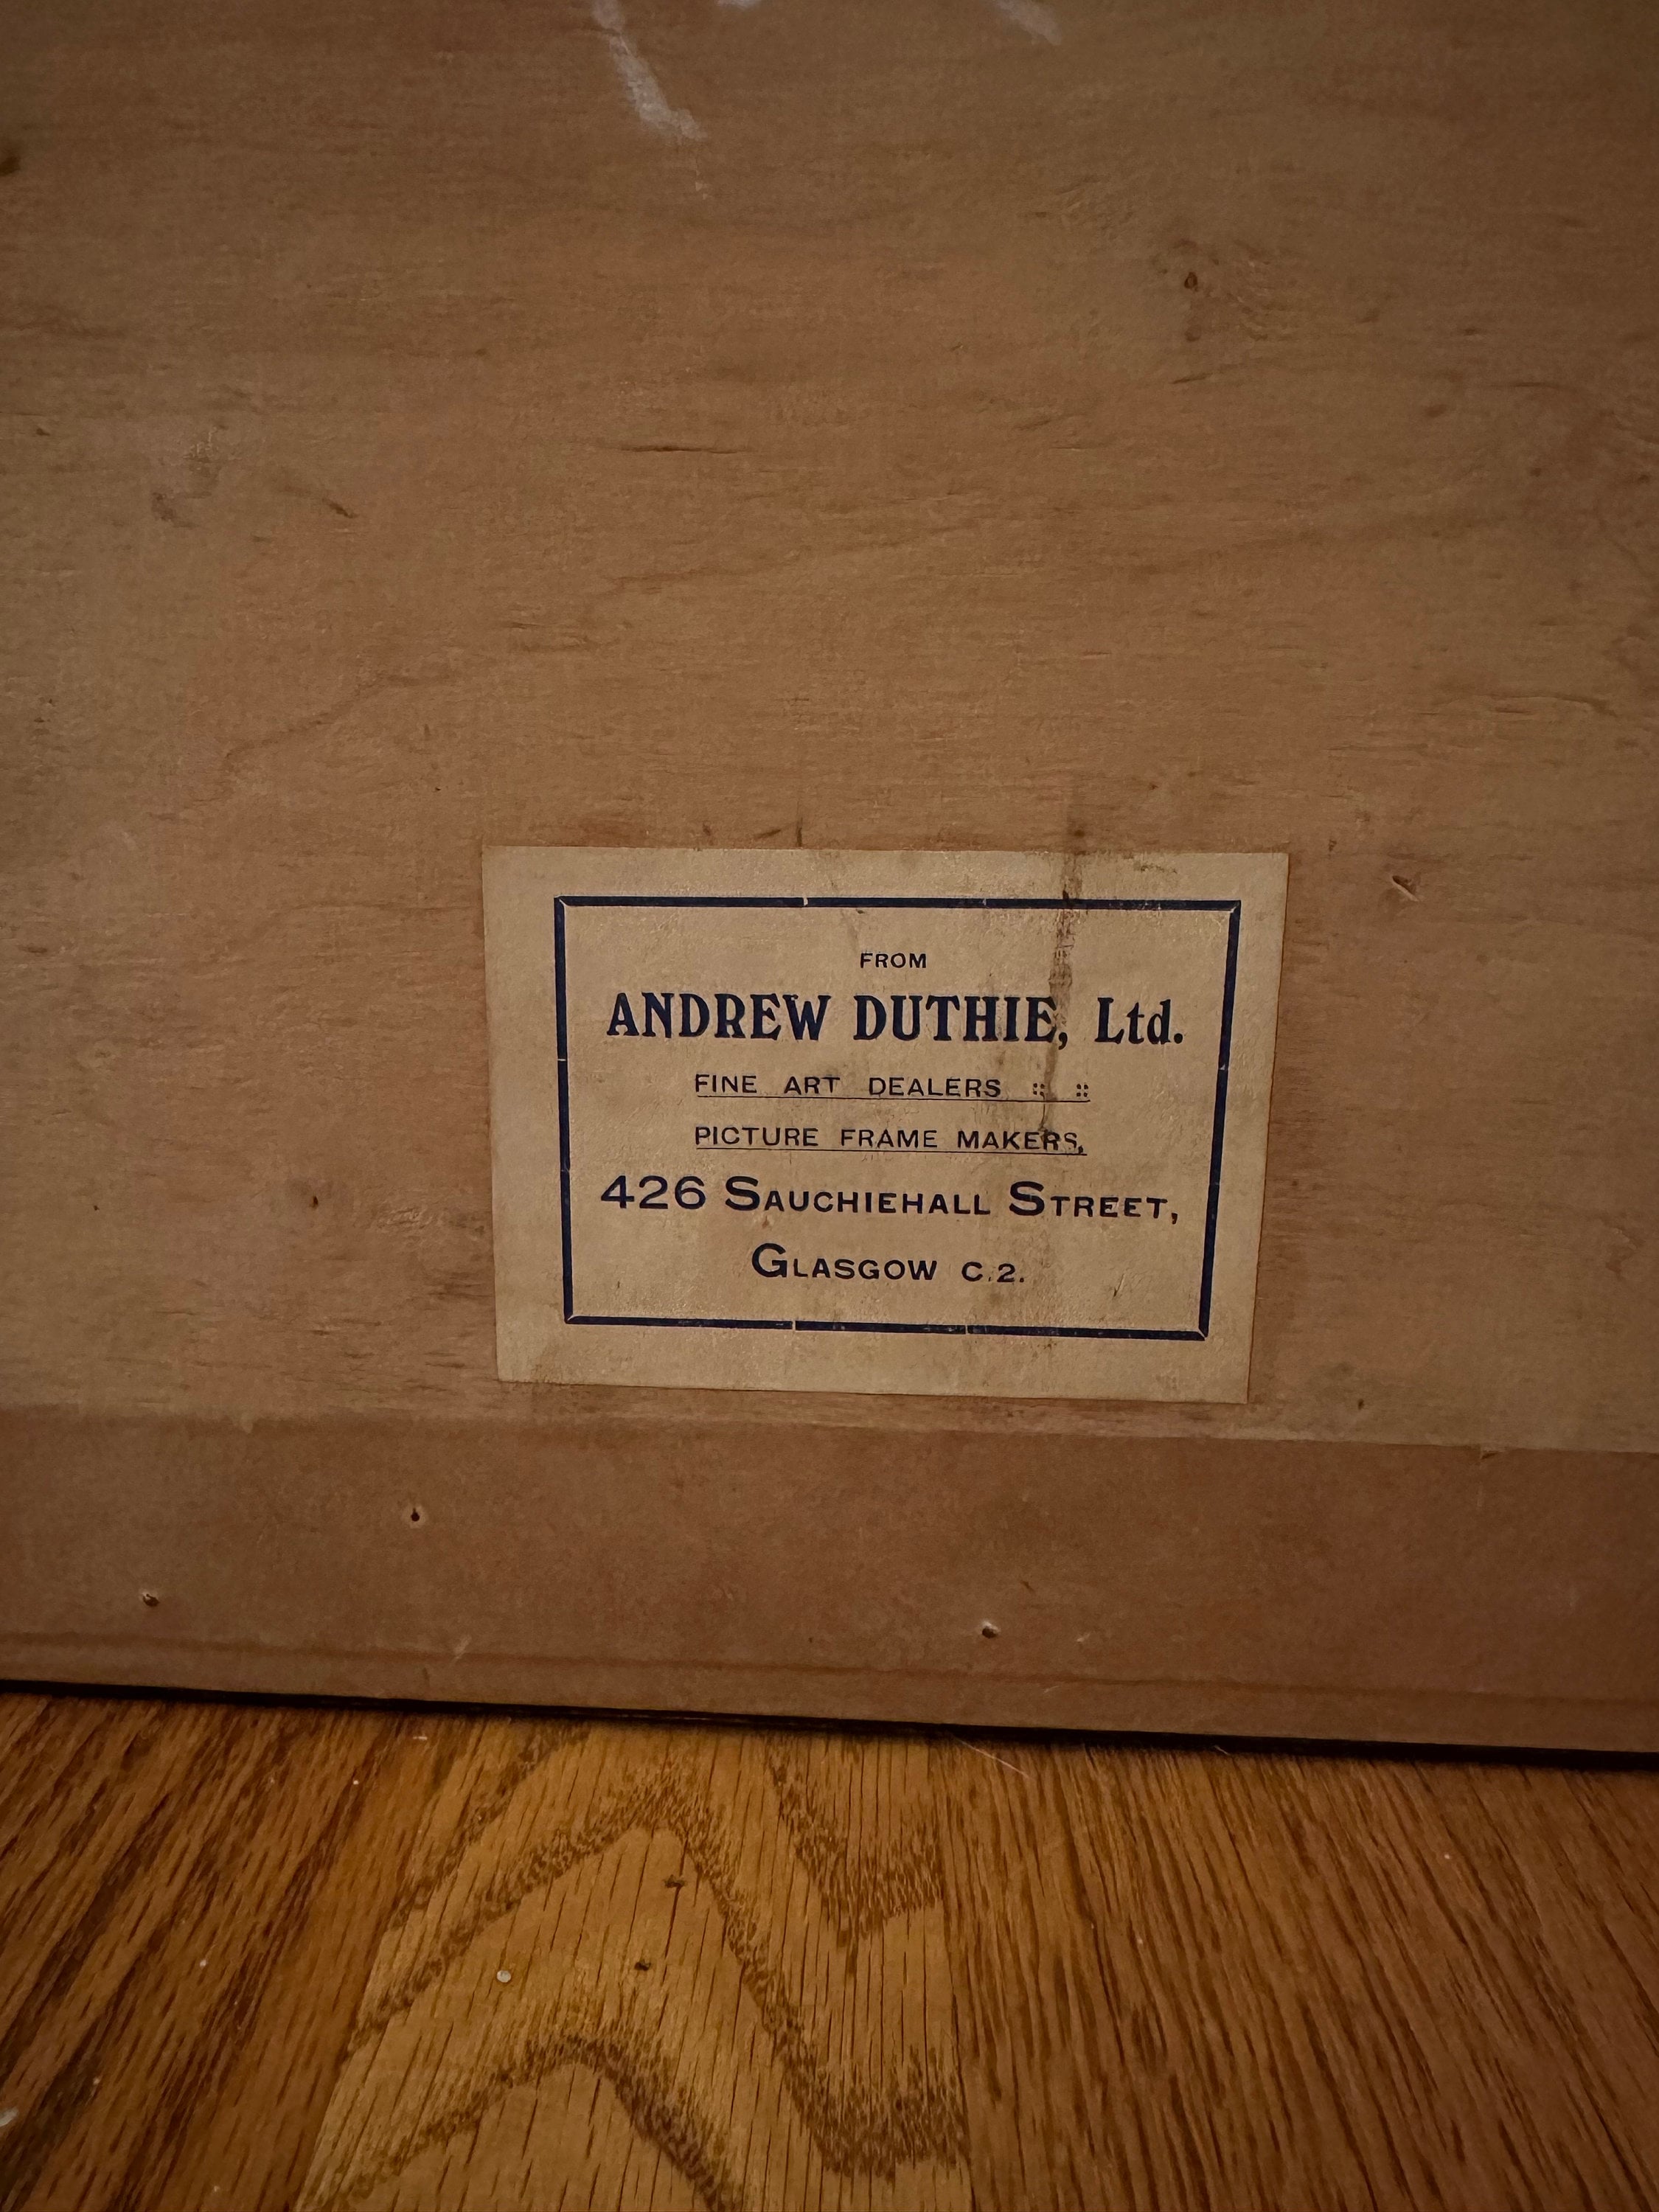 FROM
ANDREW DUTHIE, Ltd.
FINE ART DEALERS :: ::
PICTURE FRAME MAKERS,
426 SAUCHIEHALL STREET,
GLASGOW C.2.